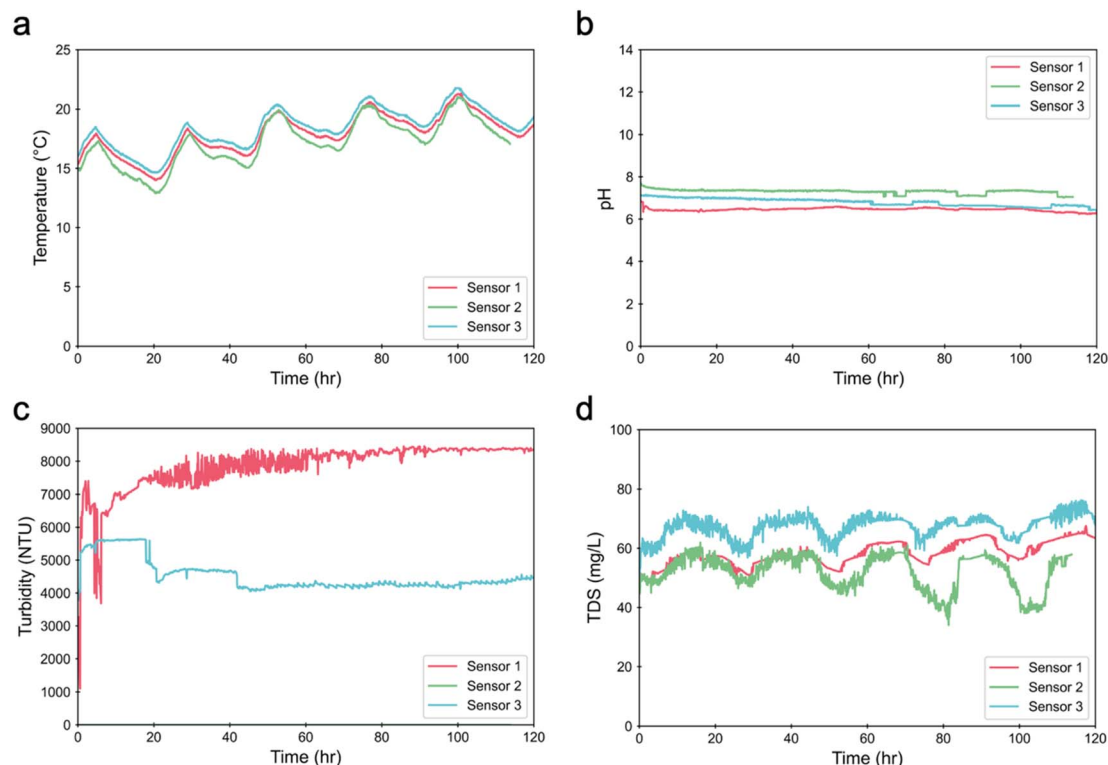 a
Temperature (°C)
25
20
15
10
5
0
0 20 40 60 80 100 120
Time (hr)
Sensor 1
Sensor 2
Sensor 3
b
pH
14
12
10
8
6
4
2
0
0 20 40 60 80 100 120
Time (hr)
Sensor 1
Sensor 2
Sensor 3
c
Turbidity (NTU)
9000
8000
7000
6000
5000
4000
3000
2000
1000
0
0 20 40 60 80 100 120
Time (hr)
Sensor 1
Sensor 2
Sensor 3
d
TDS (mg/L)
100
80
60
40
20
0
0 20 40 60 80 100 120
Time (hr)
Sensor 1
Sensor 2
Sensor 3